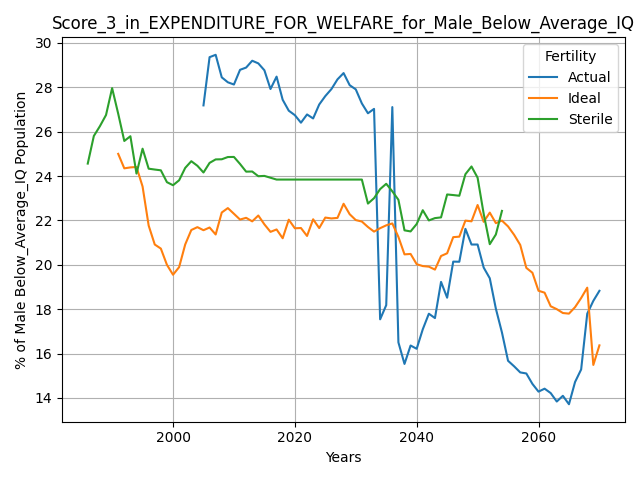 Score_3_in_EXPENDITURE_FOR_WELFARE_for_Male_Below_Average_IQ
Fertility
Actual
Ideal
Sterile
% of Male Below_Average_IQ Population
30
28
26
24
22
20
18
16
14
2000
2020
2040
2060
Years